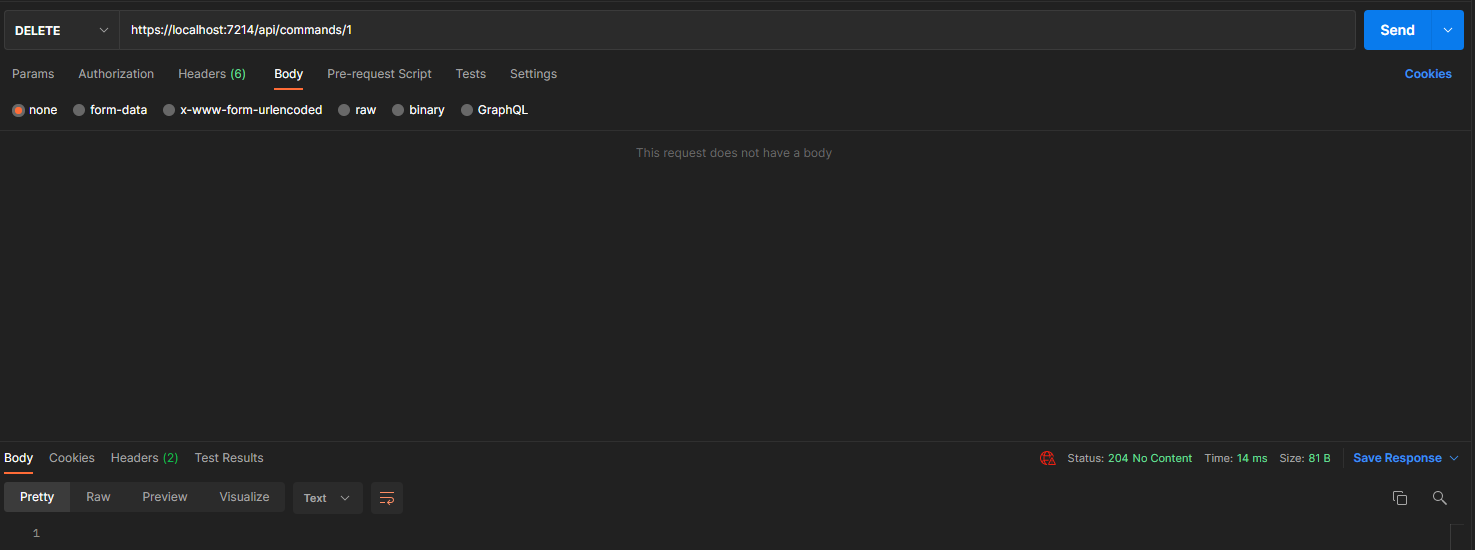 DELETE https://localhost:7214/api/commands/1 Send
Params Authorization Headers (6) Body Pre-request Script Tests Settings Cookies
none form-data x-www-form-urlencoded raw binary GraphQL
This request does not have a body
Body Cookies Headers (2) Test Results Status: 204 No Content Time: 14 ms Size: 81 B Save Response
Pretty Raw Preview Visualize Text
1